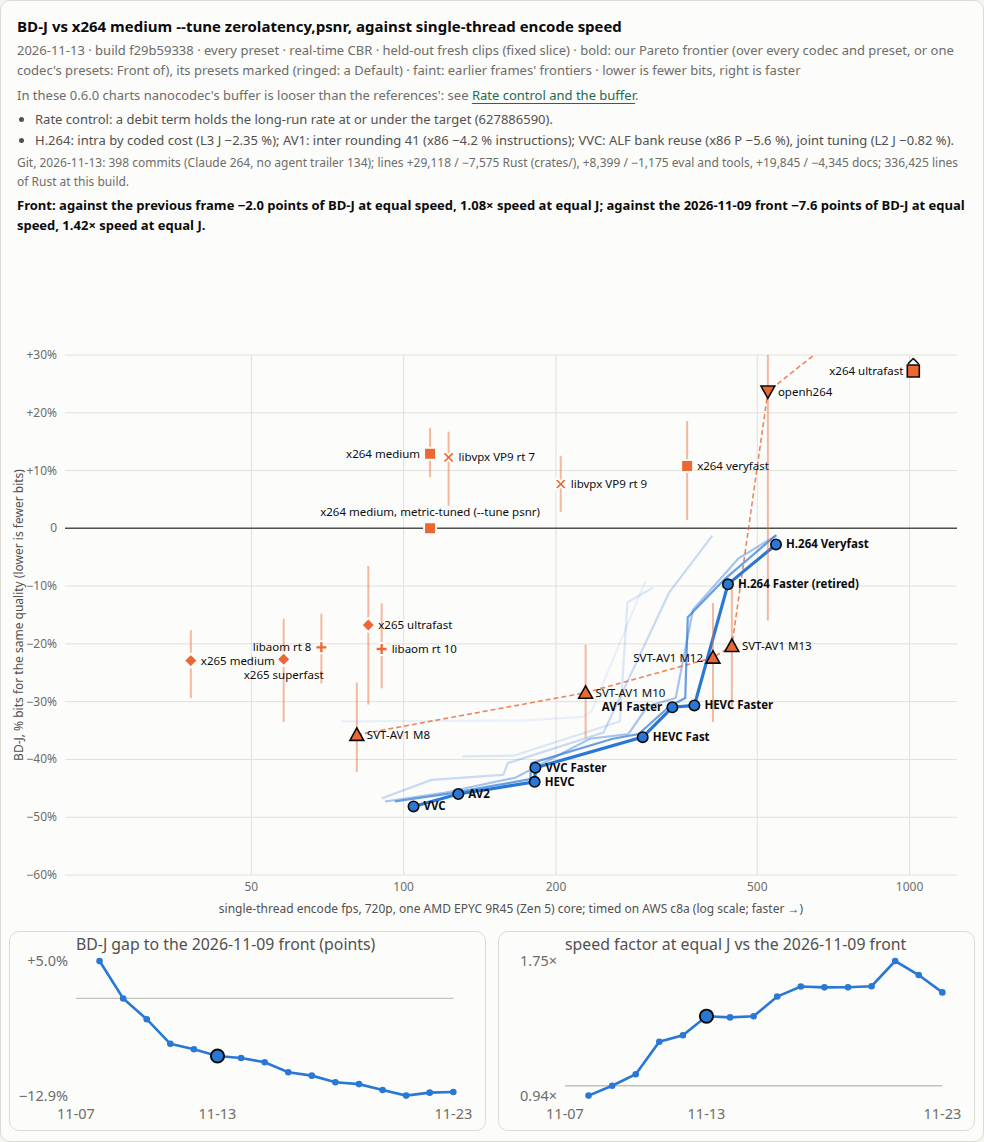 BD-J vs x264 medium --tune zerolatency,psnr, against single-thread encode speed
2026-11-13 · build f29b59338 · every preset · real-time CBR · held-out fresh clips (fixed slice) · bold: our Pareto frontier (over every codec and preset, or one
codec's presets: Front of), its presets marked (ringed: a Default) · faint: earlier frames' frontiers · lower is fewer bits, right is faster
In these 0.6.0 charts nanocodec's buffer is looser than the references': see Rate control and the buffer.
• Rate control: a debit term holds the long-run rate at or under the target (627886590).
• H.264: intra by coded cost (L3 J −2.35 %); AV1: inter rounding 41 (x86 −4.2 % instructions); VVC: ALF bank reuse (x86 P −5.6 %), joint tuning (L2 J −0.82 %).
Git, 2026-11-13: 398 commits (Claude 264, no agent trailer 134); lines +29,118 / −7,575 Rust (crates/), +8,399 / −1,175 eval and tools, +19,845 / −4,345 docs; 336,425 lines
of Rust at this build.
Front: against the previous frame −2.0 points of BD-J at equal speed, 1.08× speed at equal J; against the 2026-11-09 front −7.6 points of BD-J at equal
speed, 1.42× speed at equal J.
+30%
x264 ultrafast
openh264
+20%
x264 medium
libvpx VP9 rt 7
+10%
x264 veryfast
libvpx VP9 rt 9
x264 medium, metric-tuned (--tune psnr)
0
H.264 Veryfast
−10%
H.264 Faster (retired)
x265 ultrafast
−20%
libaom rt 8
libaom rt 10
SVT-AV1 M13
x265 medium
SVT-AV1 M12
x265 superfast
SVT-AV1 M10
−30%
AV1 Faster
HEVC Faster
SVT-AV1 M8
HEVC Fast
−40%
VVC Faster
HEVC
AV2
VVC
−50%
−60%
BD-J, % bits for the same quality (lower is fewer bits)
50
100
200
500
1000
single-thread encode fps, 720p, one AMD EPYC 9R45 (Zen 5) core; timed on AWS c8a (log scale; faster →)
BD-J gap to the 2026-11-09 front (points)
+5.0%
−12.9%
11-07
11-13
11-23
speed factor at equal J vs the 2026-11-09 front
1.75×
0.94×
11-07
11-13
11-23